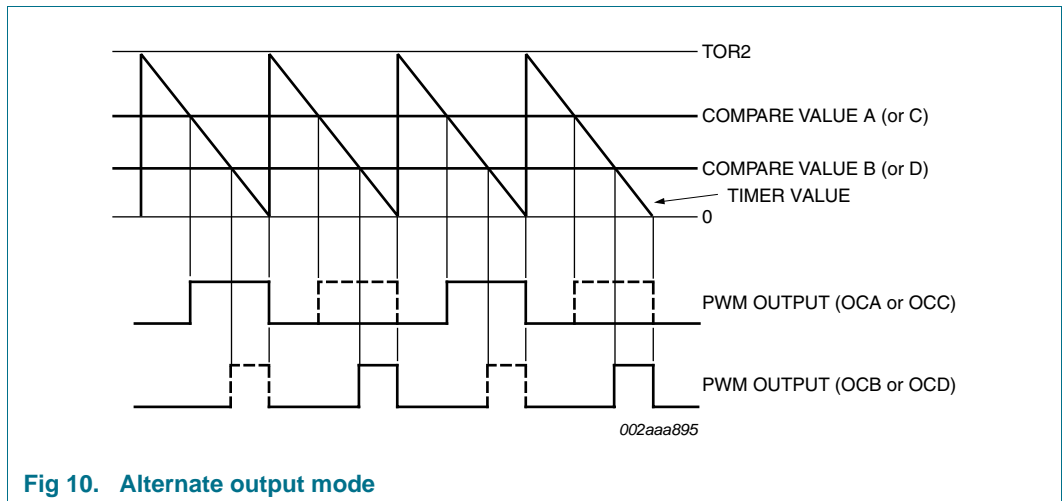 TOR2
COMPARE VALUE A (or C)
COMPARE VALUE B (or D)
TIMER VALUE
0
PWM OUTPUT (OCA or OCC)
PWM OUTPUT (OCB or OCD)
002aaa895
Fig 10. Alternate output mode